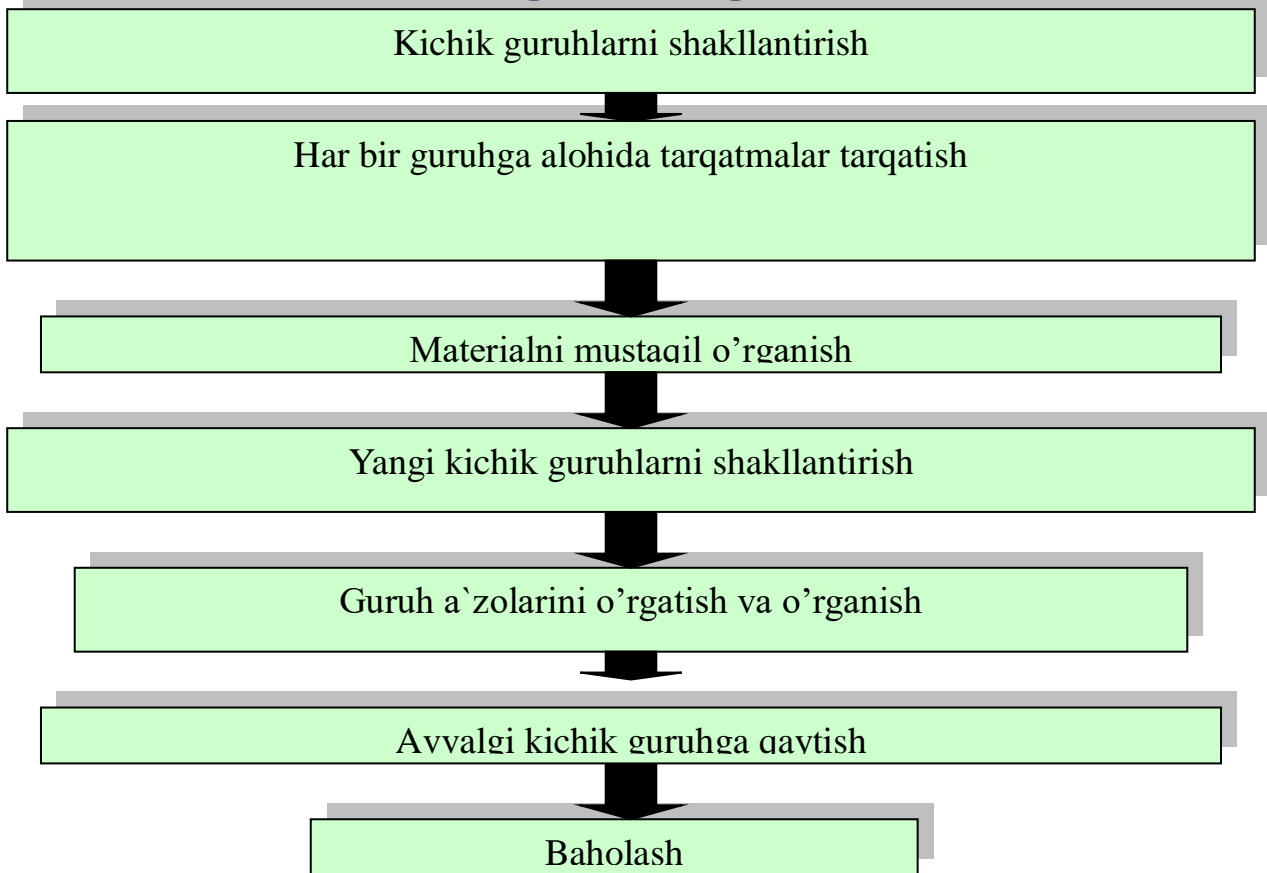 Kichik guruhlarni shakllantirish
Har bir guruhga alohida tarqatmalar tarqatish
Materialni mustaqil o’rganish
Yangi kichik guruhlarni shakllantirish
Guruh a`zolarini o’rgatish va o’rganish
Avvalgi kichik guruhga qaytish
Baholash